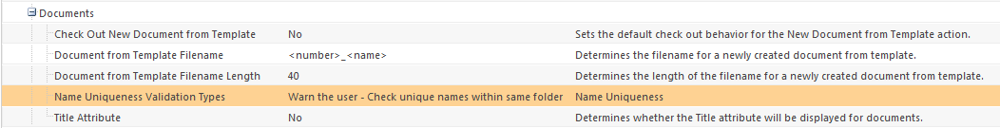 Documents
Check Out New Document from Template No Sets the default check out behavior for the New Document from Template action.
Document from Template Filename <number>_<name> Determines the filename for a newly created document from template.
Document from Template Filename Length 40 Determines the length of the filename for a newly created document from template.
Name Uniqueness Validation Types Warn the user - Check unique names within same folder Name Uniqueness
Title Attribute No Determines whether the Title attribute will be displayed for documents.